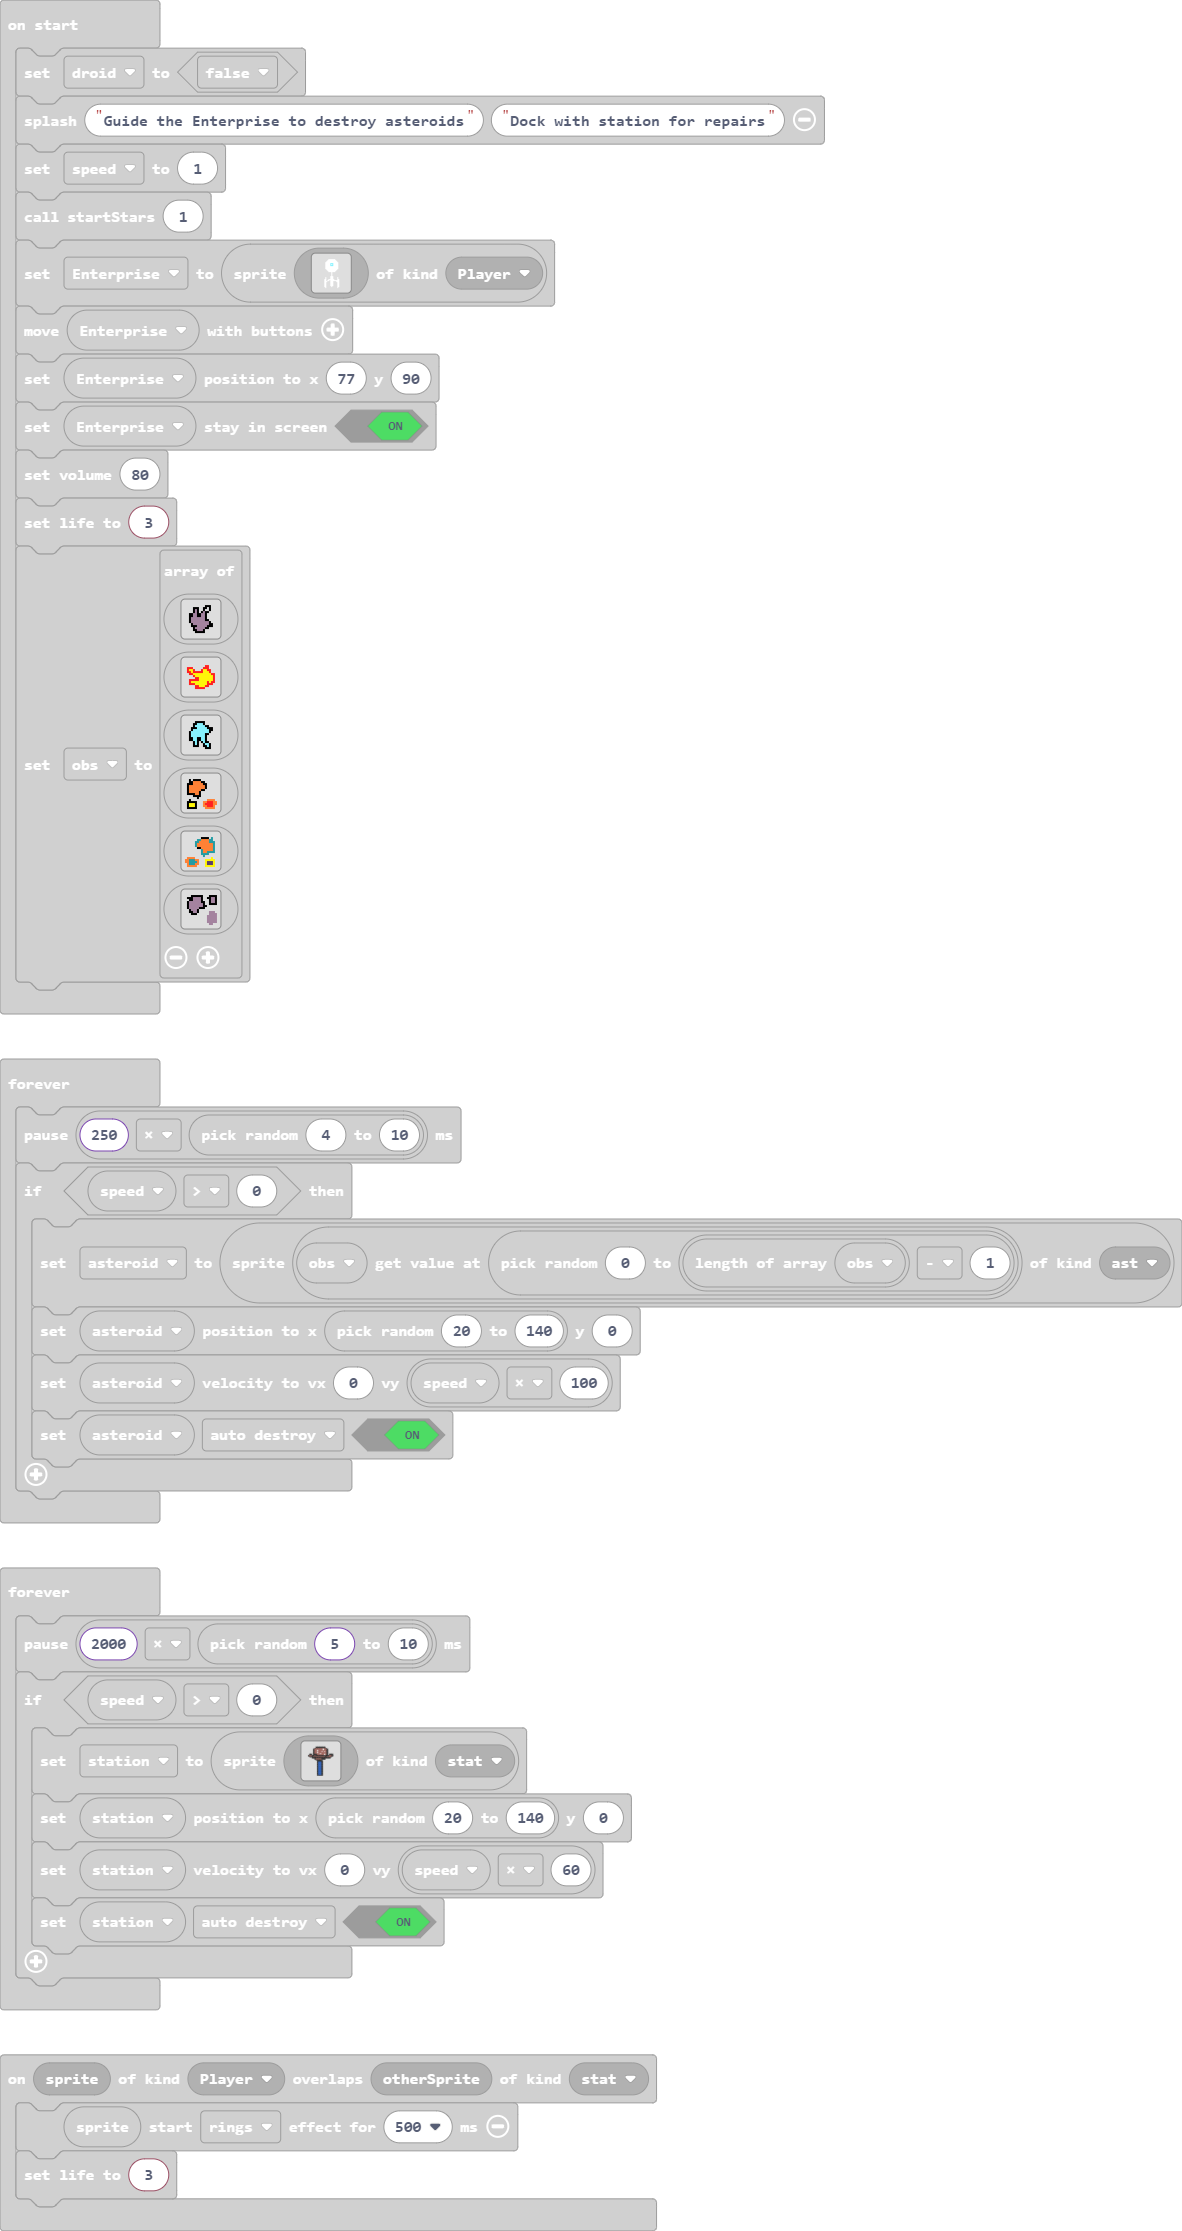 on start
set droid to false
splash "Guide the Enterprise to destroy asteroids" "Dock with station for repairs"
set speed to 1
call startStars 1
set Enterprise to sprite of kind Player
move Enterprise with buttons
set Enterprise position to x 77 y 90
set Enterprise stay in screen ON
set volume 80
set life to 3
array of
set obs to
forever
pause 250 × pick random 4 to 10 ms
if speed > 0 then
set asteroid to sprite obs get value at pick random 0 to length of array obs - 1 of kind ast
set asteroid position to x pick random 20 to 140 y 0
set asteroid velocity to vx 0 vy speed × 100
set asteroid auto destroy ON
forever
pause 2000 × pick random 5 to 10 ms
if speed > 0 then
set station to sprite of kind stat
set station position to x pick random 20 to 140 y 0
set station velocity to vx 0 vy speed × 60
set station auto destroy ON
on sprite of kind Player overlaps otherSprite of kind stat
sprite start rings effect for 500 ms
set life to 3